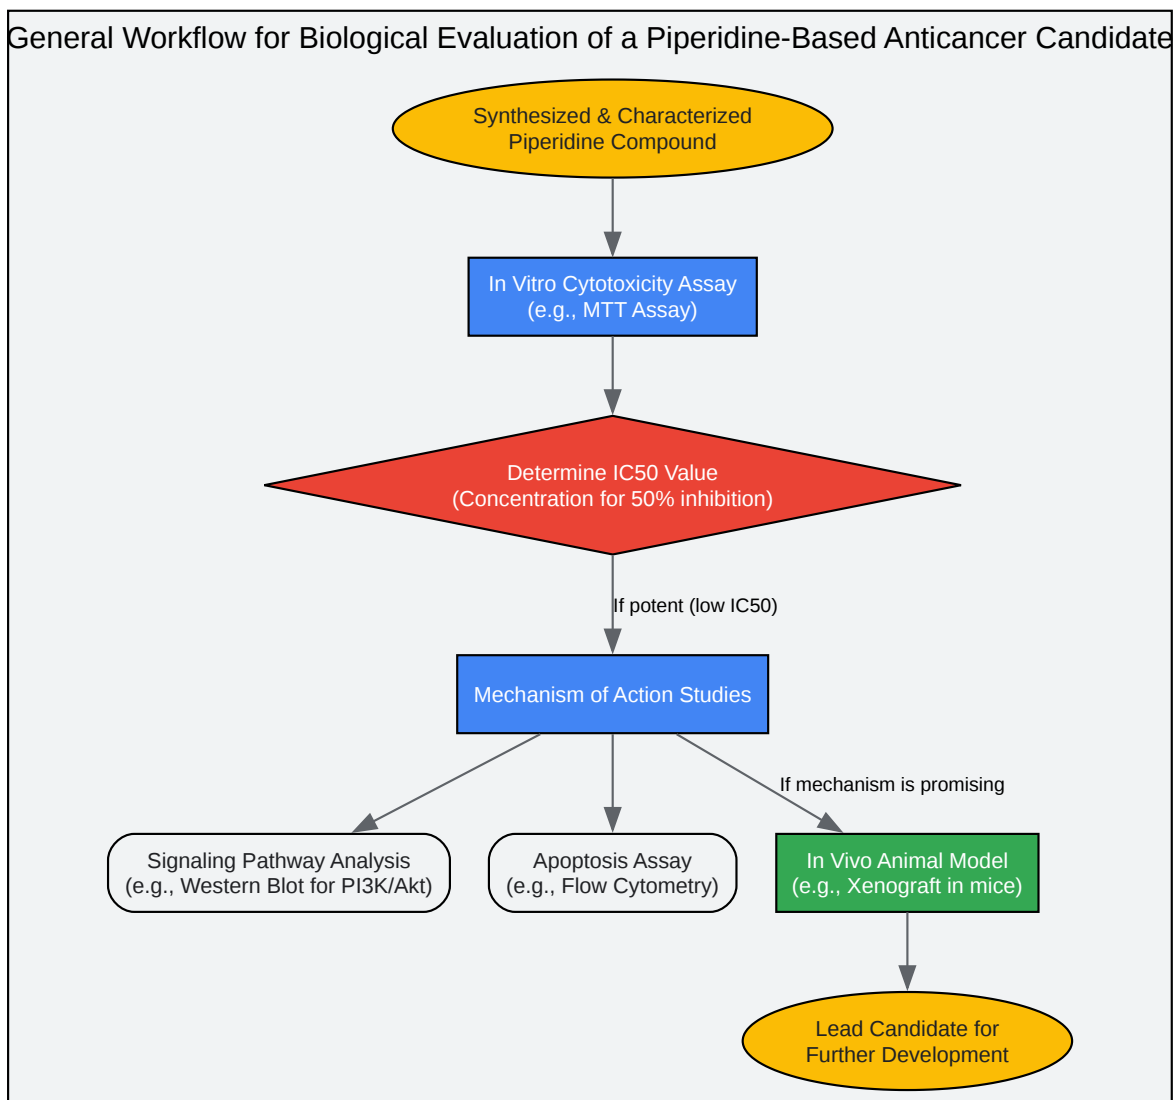 General Workflow for Biological Evaluation of a Piperidine-Based Anticancer Candidate
Synthesized & Characterized
Piperidine Compound
In Vitro Cytotoxicity Assay
(e.g., MTT Assay)
Determine IC50 Value
(Concentration for 50% inhibition)
If potent (low IC50)
Mechanism of Action Studies
If mechanism is promising
Signaling Pathway Analysis
(e.g., Western Blot for PI3K/Akt)
Apoptosis Assay
(e.g., Flow Cytometry)
In Vivo Animal Model
(e.g., Xenograft in mice)
Lead Candidate for
Further Development